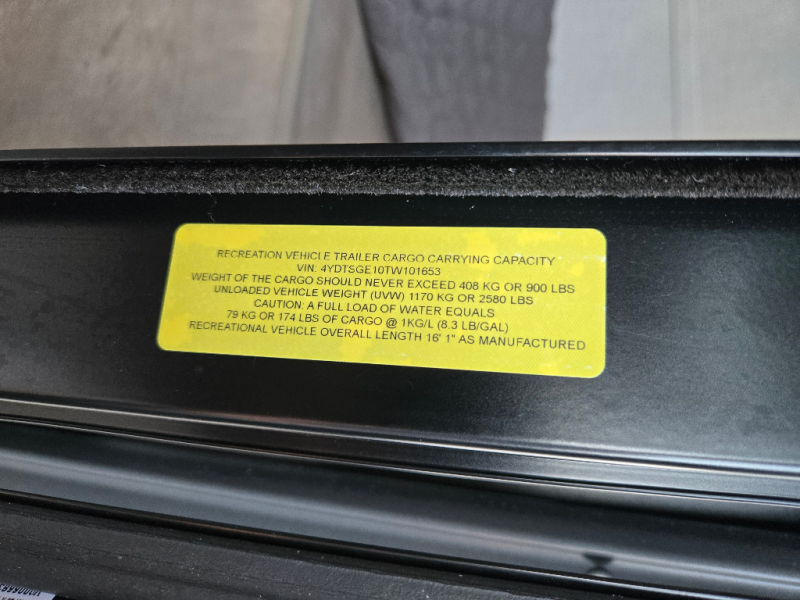 RECREATION VEHICLE TRAILER CARGO CARRYING CAPACITY
VIN: 4YDTSGE10TW101653
WEIGHT OF THE CARGO SHOULD NEVER EXCEED 408 KG OR 900 LBS
UNLOADED VEHICLE WEIGHT (UVW) 1170 KG OR 2580 LBS
CAUTION: A FULL LOAD OF WATER EQUALS
79 KG OR 174 LBS OF CARGO @ 1KG/L (8.3 LB/GAL)
RECREATIONAL VEHICLE OVERALL LENGTH 16' 1" AS MANUFACTURED